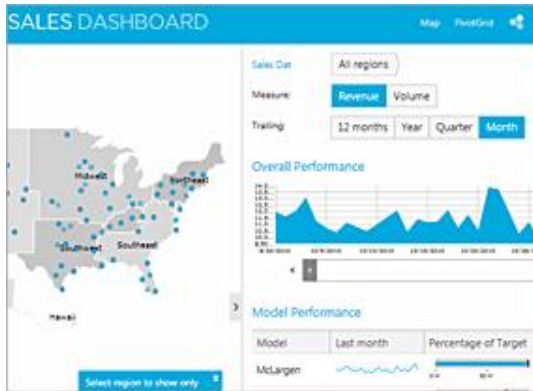 SALES DASHBOARD
Map PivotGrid
Sales Dat All regions
Measure: Revenue Volume
Trailing: 12 months Year Quarter Month
Midwest
Northeast
Southwest
Southeast
Hawaii
Overall Performance
Model Performance
Model Last month Percentage of Target
McLargen
Select region to show only